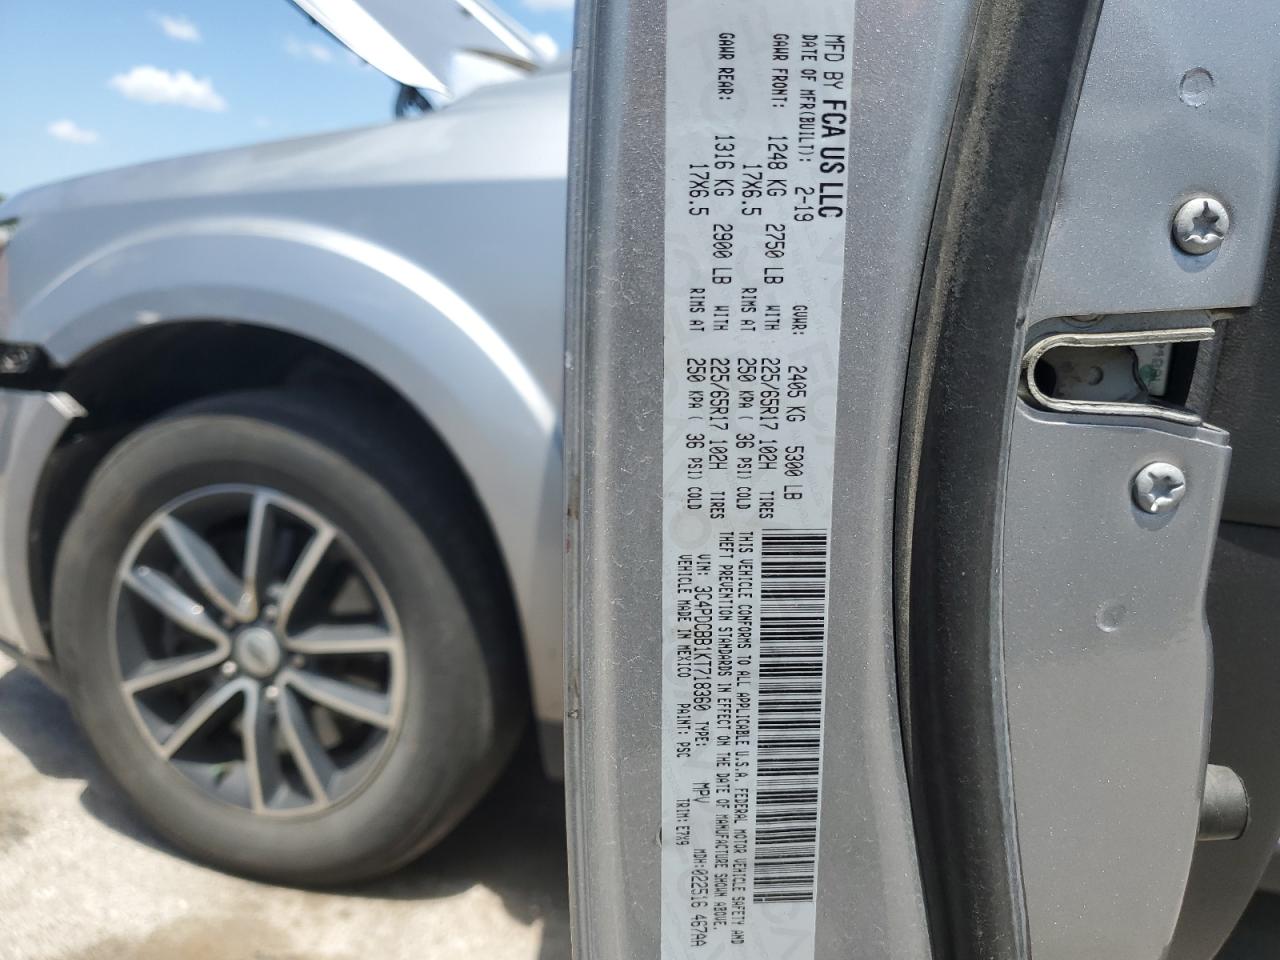 MFD BY FCA US LLC
DATE OF MFR(BUILT): 2-19 GVWR: 2405 KG 5300 LB
GAWR FRONT: 1248 KG 2750 LB WITH 225/65R17 102H TIRES
17X6.5 RIMS AT 250 KPA( 36 PSI) COLD
GAWR REAR: 1316 KG 2900 LB WITH 225/65R17 102H TIRES
17X6.5 RIMS AT 250 KPA( 36 PSI) COLD
THIS VEHICLE CONFORMS TO ALL APPLICABLE U.S.A. FEDERAL MOTOR VEHICLE SAFETY AND
THEFT PREVENTION STANDARDS IN EFFECT ON THE DATE OF MANUFACTURE SHOWN ABOVE.
VIN: 3C4PDCBB1KT718360 TYPE: MPV MDH:022516 467AA
VEHICLE MADE IN MEXICO PAINT: PSC TRIM: E7X9